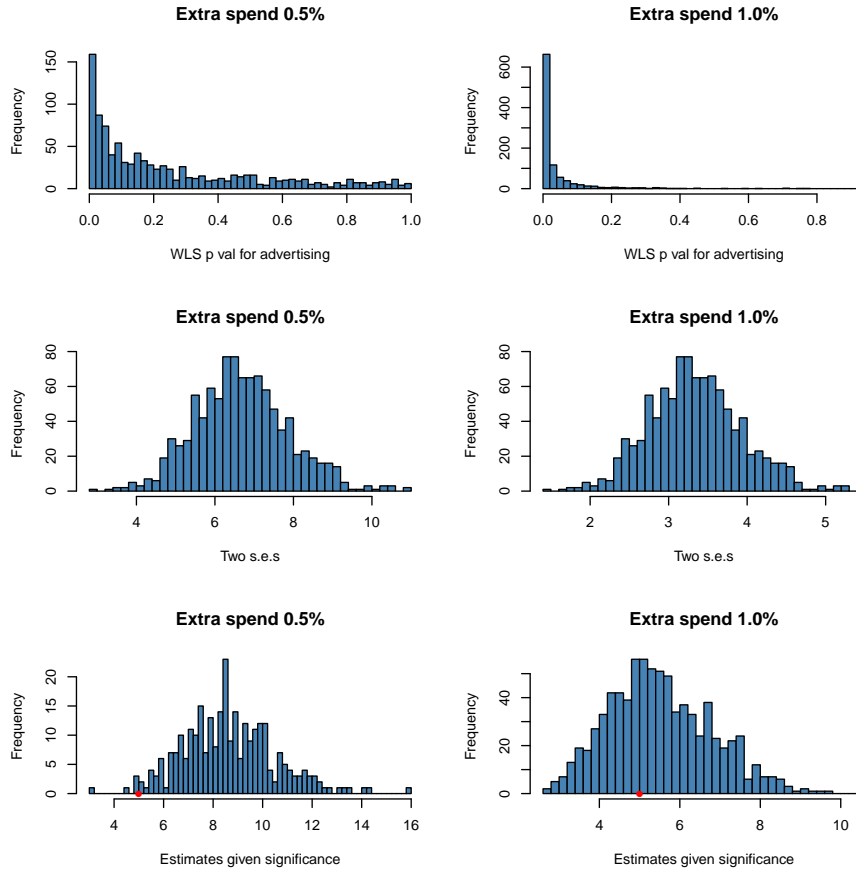 Extra spend 0.5%
Frequency
0 50 100 150
0.0 0.2 0.4 0.6 0.8 1.0
WLS p val for advertising
Extra spend 1.0%
Frequency
0 200 400 600
0.0 0.2 0.4 0.6 0.8
WLS p val for advertising
Extra spend 0.5%
Frequency
0 20 40 60 80
4 6 8 10
Two s.e.s
Extra spend 1.0%
Frequency
0 20 40 60 80
2 3 4 5
Two s.e.s
Extra spend 0.5%
Frequency
0 5 10 15 20
4 6 8 10 12 14 16
Estimates given significance
Extra spend 1.0%
Frequency
0 20 40
4 6 8 10
Estimates given significance